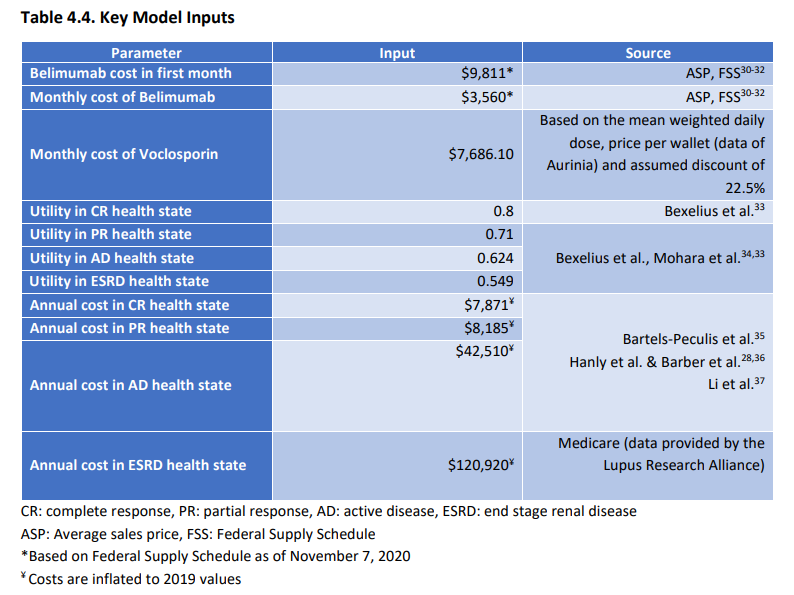 Table 4.4. Key Model Inputs
Parameter Input Source
Belimumab cost in first month $9,811* ASP, FSS30-32
Monthly cost of Belimumab $3,560* ASP, FSS30-32
Monthly cost of Voclosporin $7,686.10 Based on the mean weighted daily
dose, price per wallet (data of
Aurinia) and assumed discount of
22.5%
Utility in CR health state 0.8 Bexelius et al.33
Utility in PR health state 0.71
Utility in AD health state 0.624 Bexelius et al., Mohara et al.34,33
Utility in ESRD health state 0.549
Annual cost in CR health state $7,871¥
Annual cost in PR health state $8,185¥
Annual cost in AD health state $42,510¥ Bartels-Peculis et al.35
Hanly et al. & Barber et al.28,36
Li et al.37
Annual cost in ESRD health state $120,920¥ Medicare (data provided by the
Lupus Research Alliance)
CR: complete response, PR: partial response, AD: active disease, ESRD: end stage renal disease
ASP: Average sales price, FSS: Federal Supply Schedule
*Based on Federal Supply Schedule as of November 7, 2020
¥ Costs are inflated to 2019 values